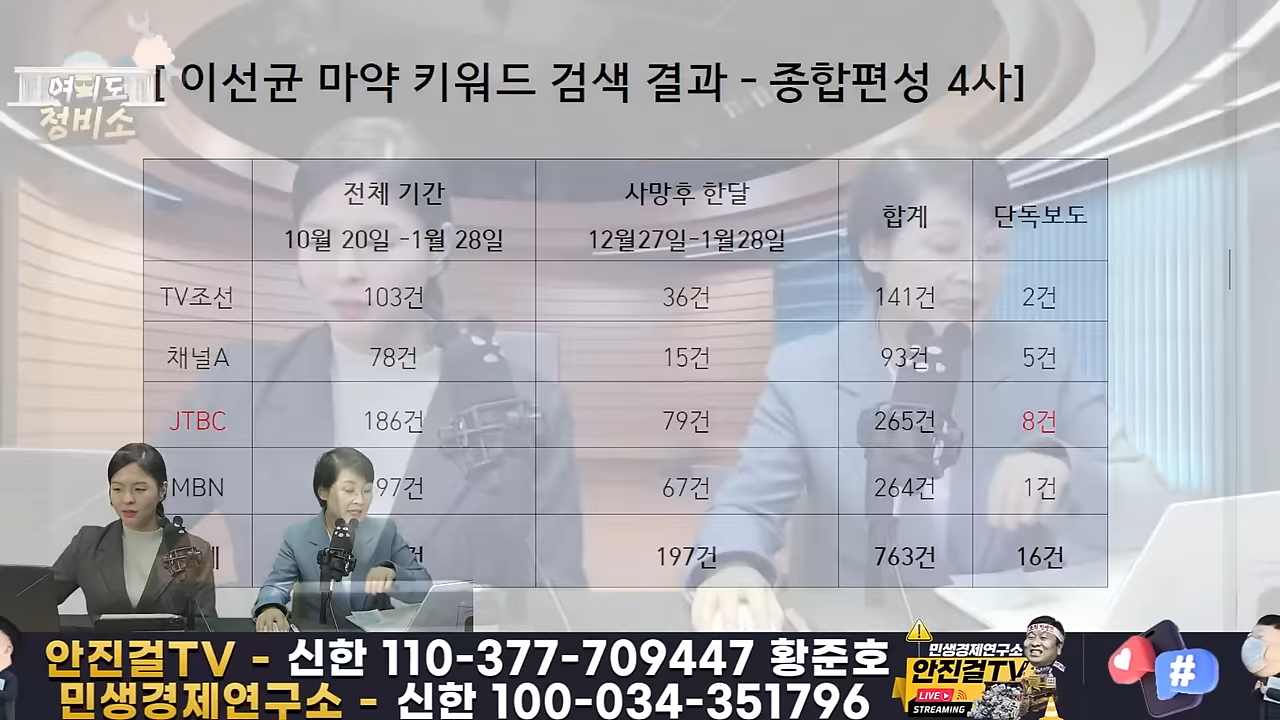 여의도
정비소
[ 이선균 마약 키워드 검색 결과 - 종합편성 4사]
전체 기간
10월 20일 -1월 28일
사망후 한달
12월27일-1월28일
합계
단독보도
TV조선 103건 36건 141건 2건
채널A 78건 15건 93건 5건
JTBC 186건 79건 265건 8건
MBN 97건 67건 264건 1건
197건 763건 16건
안진걸TV - 신한 110-377-709447 황준호
민생경제연구소 - 신한 100-034-351796
민생경제연구소
안진걸TV
LIVE
STREAMING
#